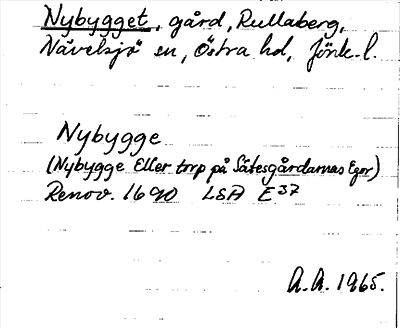 Nybygget, gård, Rullaberg,
Nävelsjö sn, Östra hd, Jönk. l.
Nybygge
(Nybygge Eller torp på Sätesgårdarnas Egor)
Renov. 1690 LSA E37
A.A. 1965.